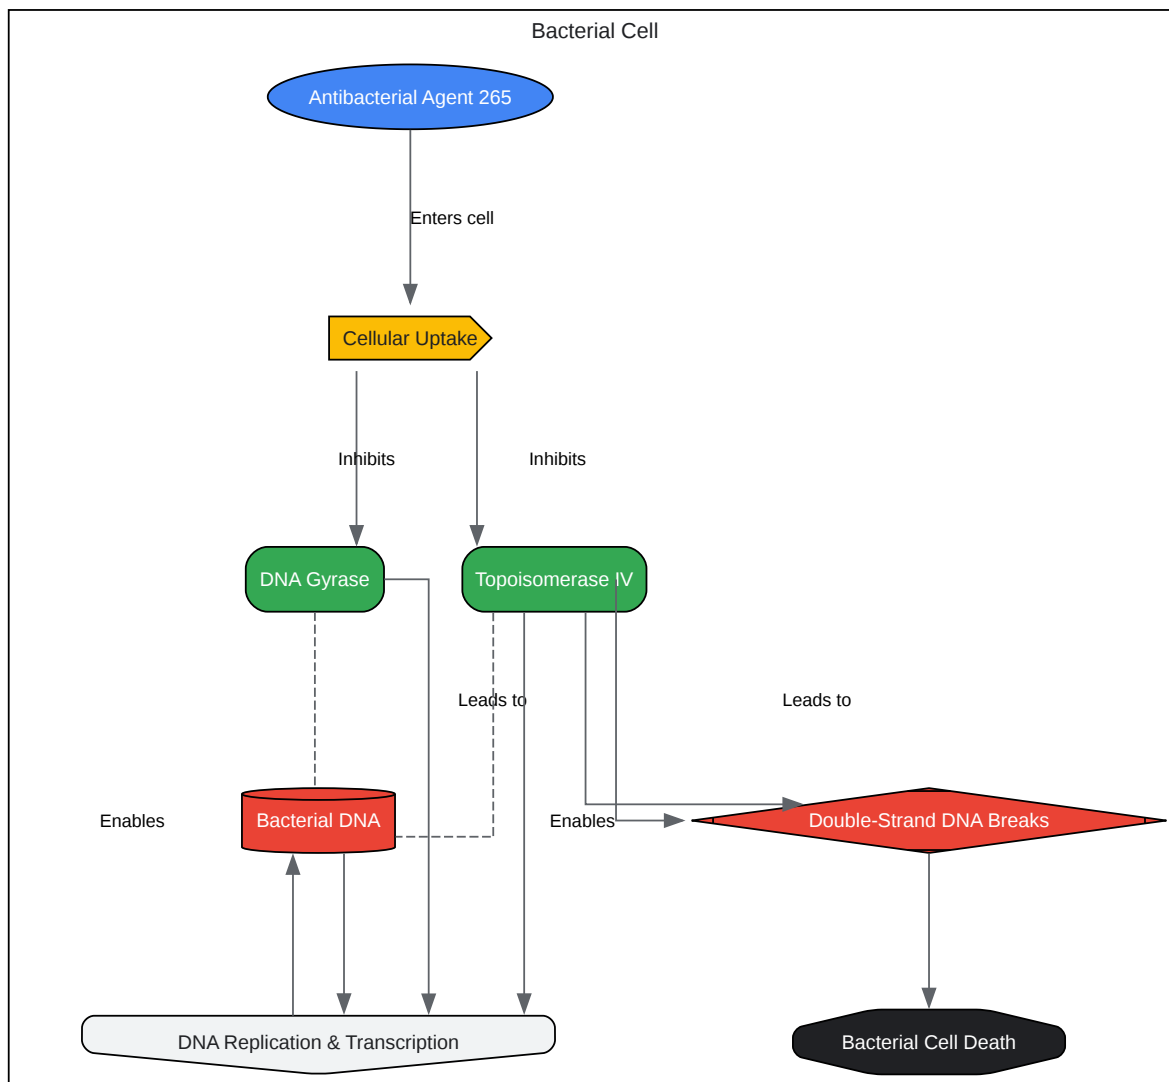 Bacterial Cell
Antibacterial Agent 265
Enters cell
Cellular Uptake
Inhibits
Inhibits
DNA Gyrase
Topoisomerase IV
Leads to
Leads to
Enables
Bacterial DNA
Enables
Double-Strand DNA Breaks
DNA Replication & Transcription
Bacterial Cell Death